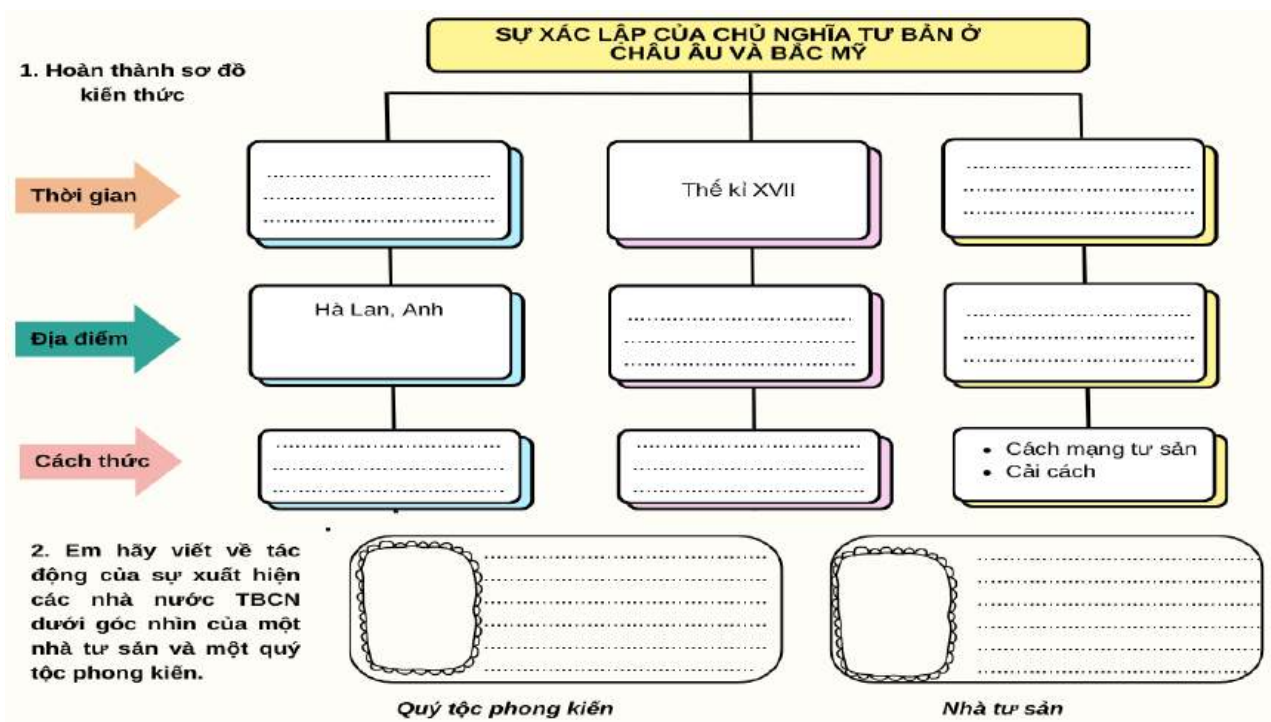 SỰ XÁC LẬP CỦA CHỦ NGHĨA TƯ BẢN Ở
CHÂU ÂU VÀ BẮC MỸ
1. Hoàn thành sơ đồ
kiến thức
Thời gian
Thế kỉ XVII
Địa điểm
Hà Lan, Anh
Cách thức
• Cách mạng tư sản
• Cải cách
2. Em hãy viết về tác
động của sự xuất hiện
các nhà nước TBCN
dưới góc nhìn của một
nhà tư sản và một quý
tộc phong kiến.
Quý tộc phong kiến
Nhà tư sản